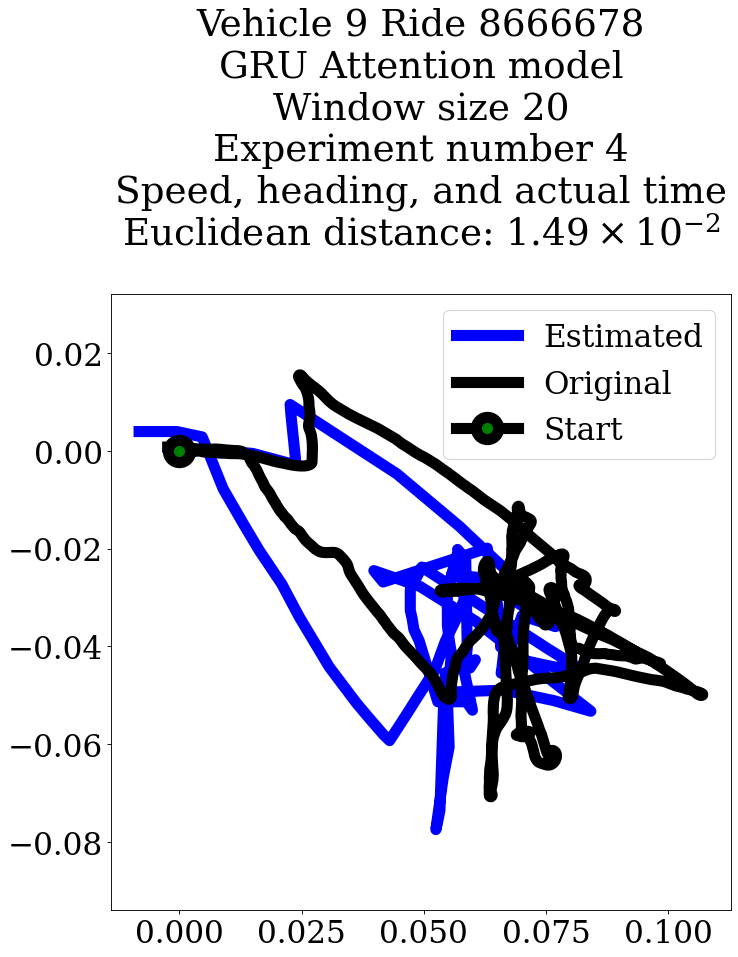 Vehicle 9 Ride 8666678
GRU Attention model
Window size 20
Experiment number 4
Speed, heading, and actual time
Euclidean distance: 1.49 × 10⁻²
Estimated
Original
Start
0.02
0.00
−0.02
−0.04
−0.06
−0.08
0.000 0.025 0.050 0.075 0.100